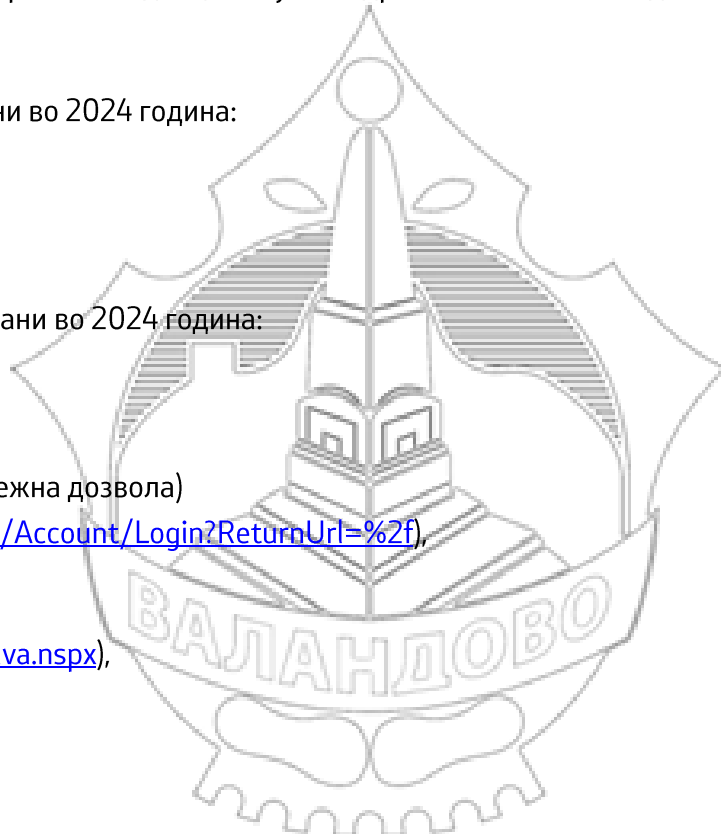 ни во 2024 година:
ани во 2024 година:
ежна дозвола)
/Account/Login?ReturnUrl=%2f),
va.nspx),
ВАЛАНДОВО